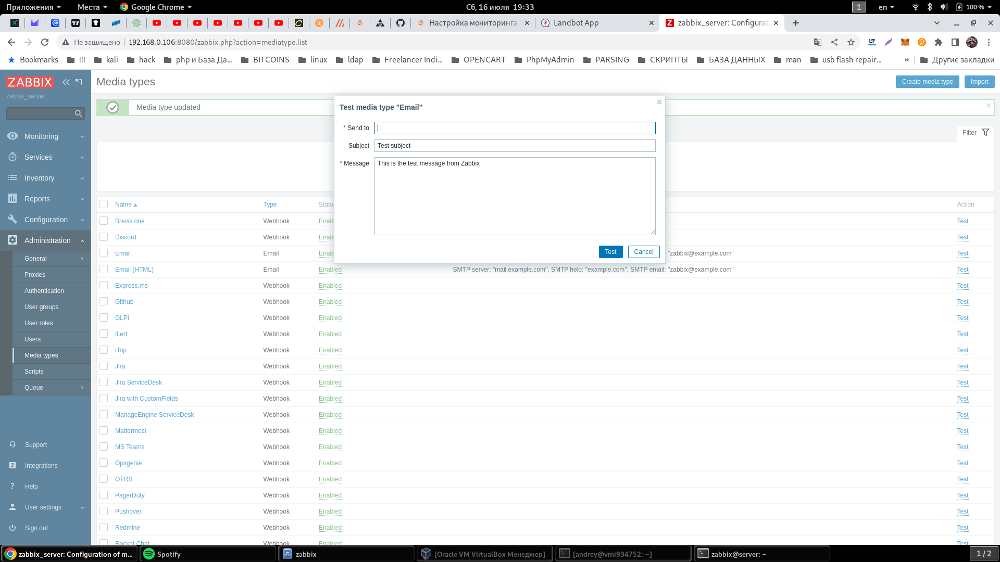 Приложения
Места
Google Chrome
Сб, 16 июля 19:33
1
en
100 %
Настройка мониторинга
Landbot App
zabbix_server: Configurat
Не защищено
192.168.0.106:8080/zabbix.php?action=mediatype.list
Bookmarks
!!!
kali
hack
php и База Да...
BITCOINS
linux
ldap
Freelancer Indi...
OPENCART
PhpMyAdmin
PARSING
СКРИПТЫ
БАЗА ДАННЫХ
man
usb flash repair...
»
Другие закладки
ZABBIX
zabbix_server
Monitoring
Services
Inventory
Reports
Configuration
Administration
General
Proxies
Authentication
User groups
User roles
Users
Media types
Scripts
Queue
Support
Integrations
Help
User settings
Sign out
Media types
Create media type
Import
Media type updated
Filter
Test media type "Email"
* Send to
Subject
Test subject
* Message
This is the test message from Zabbix
Test
Cancel
Name Type Statu Action
Brevis.one Webhook Enab Test
Discord Webhook Enab Test
Email Email Enab "zabbix@example.com" Test
Email (HTML) Email Enabled SMTP server: "mail.example.com", SMTP helo: "example.com", SMTP email: "zabbix@example.com" Test
Express.ms Webhook Enabled Test
Github Webhook Enabled Test
GLPi Webhook Enabled Test
iLert Webhook Enabled Test
iTop Webhook Enabled Test
Jira Webhook Enabled Test
Jira ServiceDesk Webhook Enabled Test
Jira with CustomFields Webhook Enabled Test
ManageEngine ServiceDesk Webhook Enabled Test
Mattermost Webhook Enabled Test
MS Teams Webhook Enabled Test
Opsgenie Webhook Enabled Test
OTRS Webhook Enabled Test
PagerDuty Webhook Enabled Test
Pushover Webhook Enabled Test
Redmine Webhook Enabled Test
Rocket.Chat Webhook Enabled Test
zabbix_server: Configuration of m...
Spotify
zabbix
[Oracle VM VirtualBox Менеджер]
[andrey@vmi934752: ~]
zabbix@server: ~
1 / 2